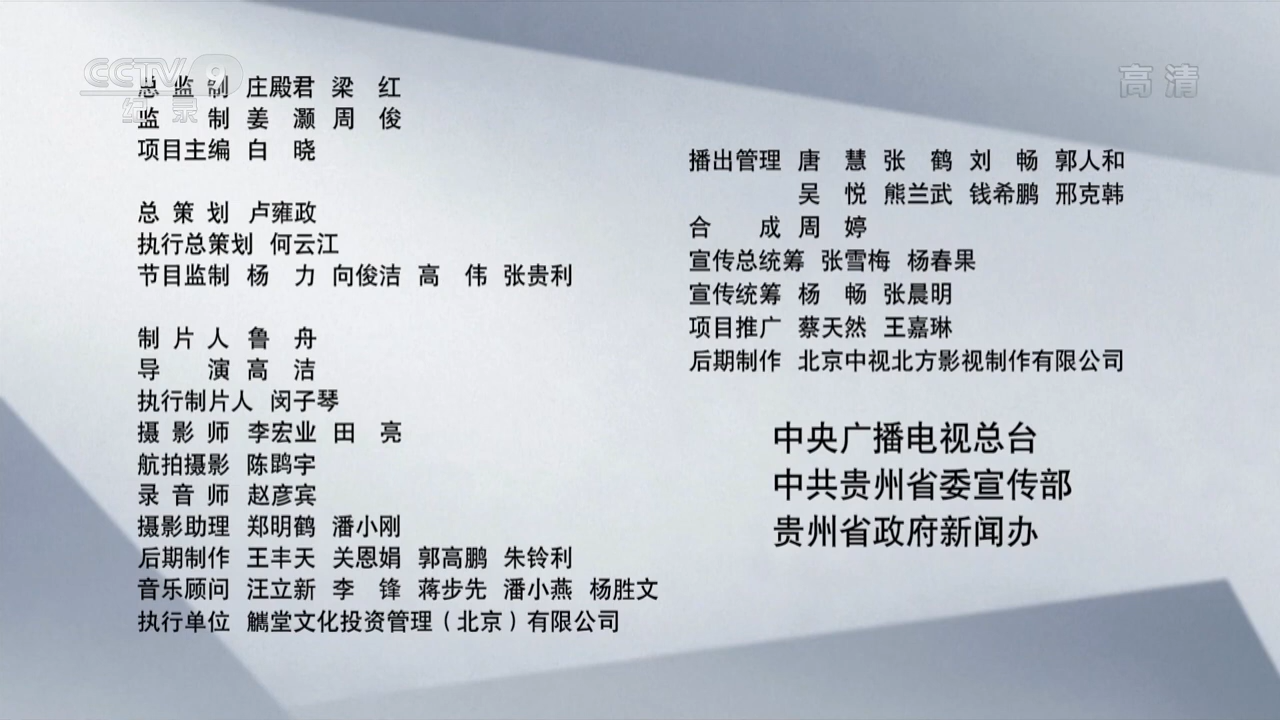 CCTV 9
纪录
高清
总监制 庄殿君 梁红
监制 姜灏 周俊
项目主编 白晓
总策划 卢雍政
执行总策划 何云江
节目监制 杨力 向俊洁 高伟 张贵利
制片人 鲁舟
导演 高洁
执行制片人 闵子琴
摄影师 李宏业 田亮
航拍摄影 陈鹍宇
录音师 赵彦宾
摄影助理 郑明鹤 潘小刚
后期制作 王丰天 关恩娟 郭高鹏 朱铃利
音乐顾问 汪立新 李锋 蒋步先 潘小燕 杨胜文
执行单位 觿堂文化投资管理（北京）有限公司
播出管理 唐慧 张鹤 刘畅 郭人和
吴悦 熊兰武 钱希鹏 邢克韩
合成 周婷
宣传总统筹 张雪梅 杨春果
宣传统筹 杨畅 张晨明
项目推广 蔡天然 王嘉琳
后期制作 北京中视北方影视制作有限公司
中央广播电视总台
中共贵州省委宣传部
贵州省政府新闻办